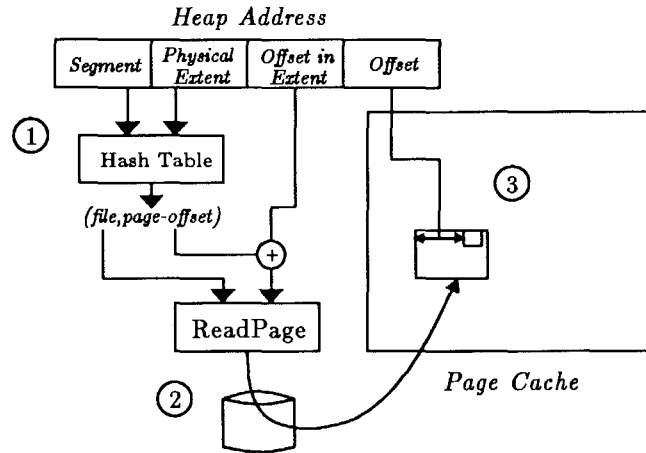 Heap Address
Segment
Physical
Extent
Offset in
Extent
Offset
1
Hash Table
3
(file,page-offset)
+
ReadPage
Page Cache
2